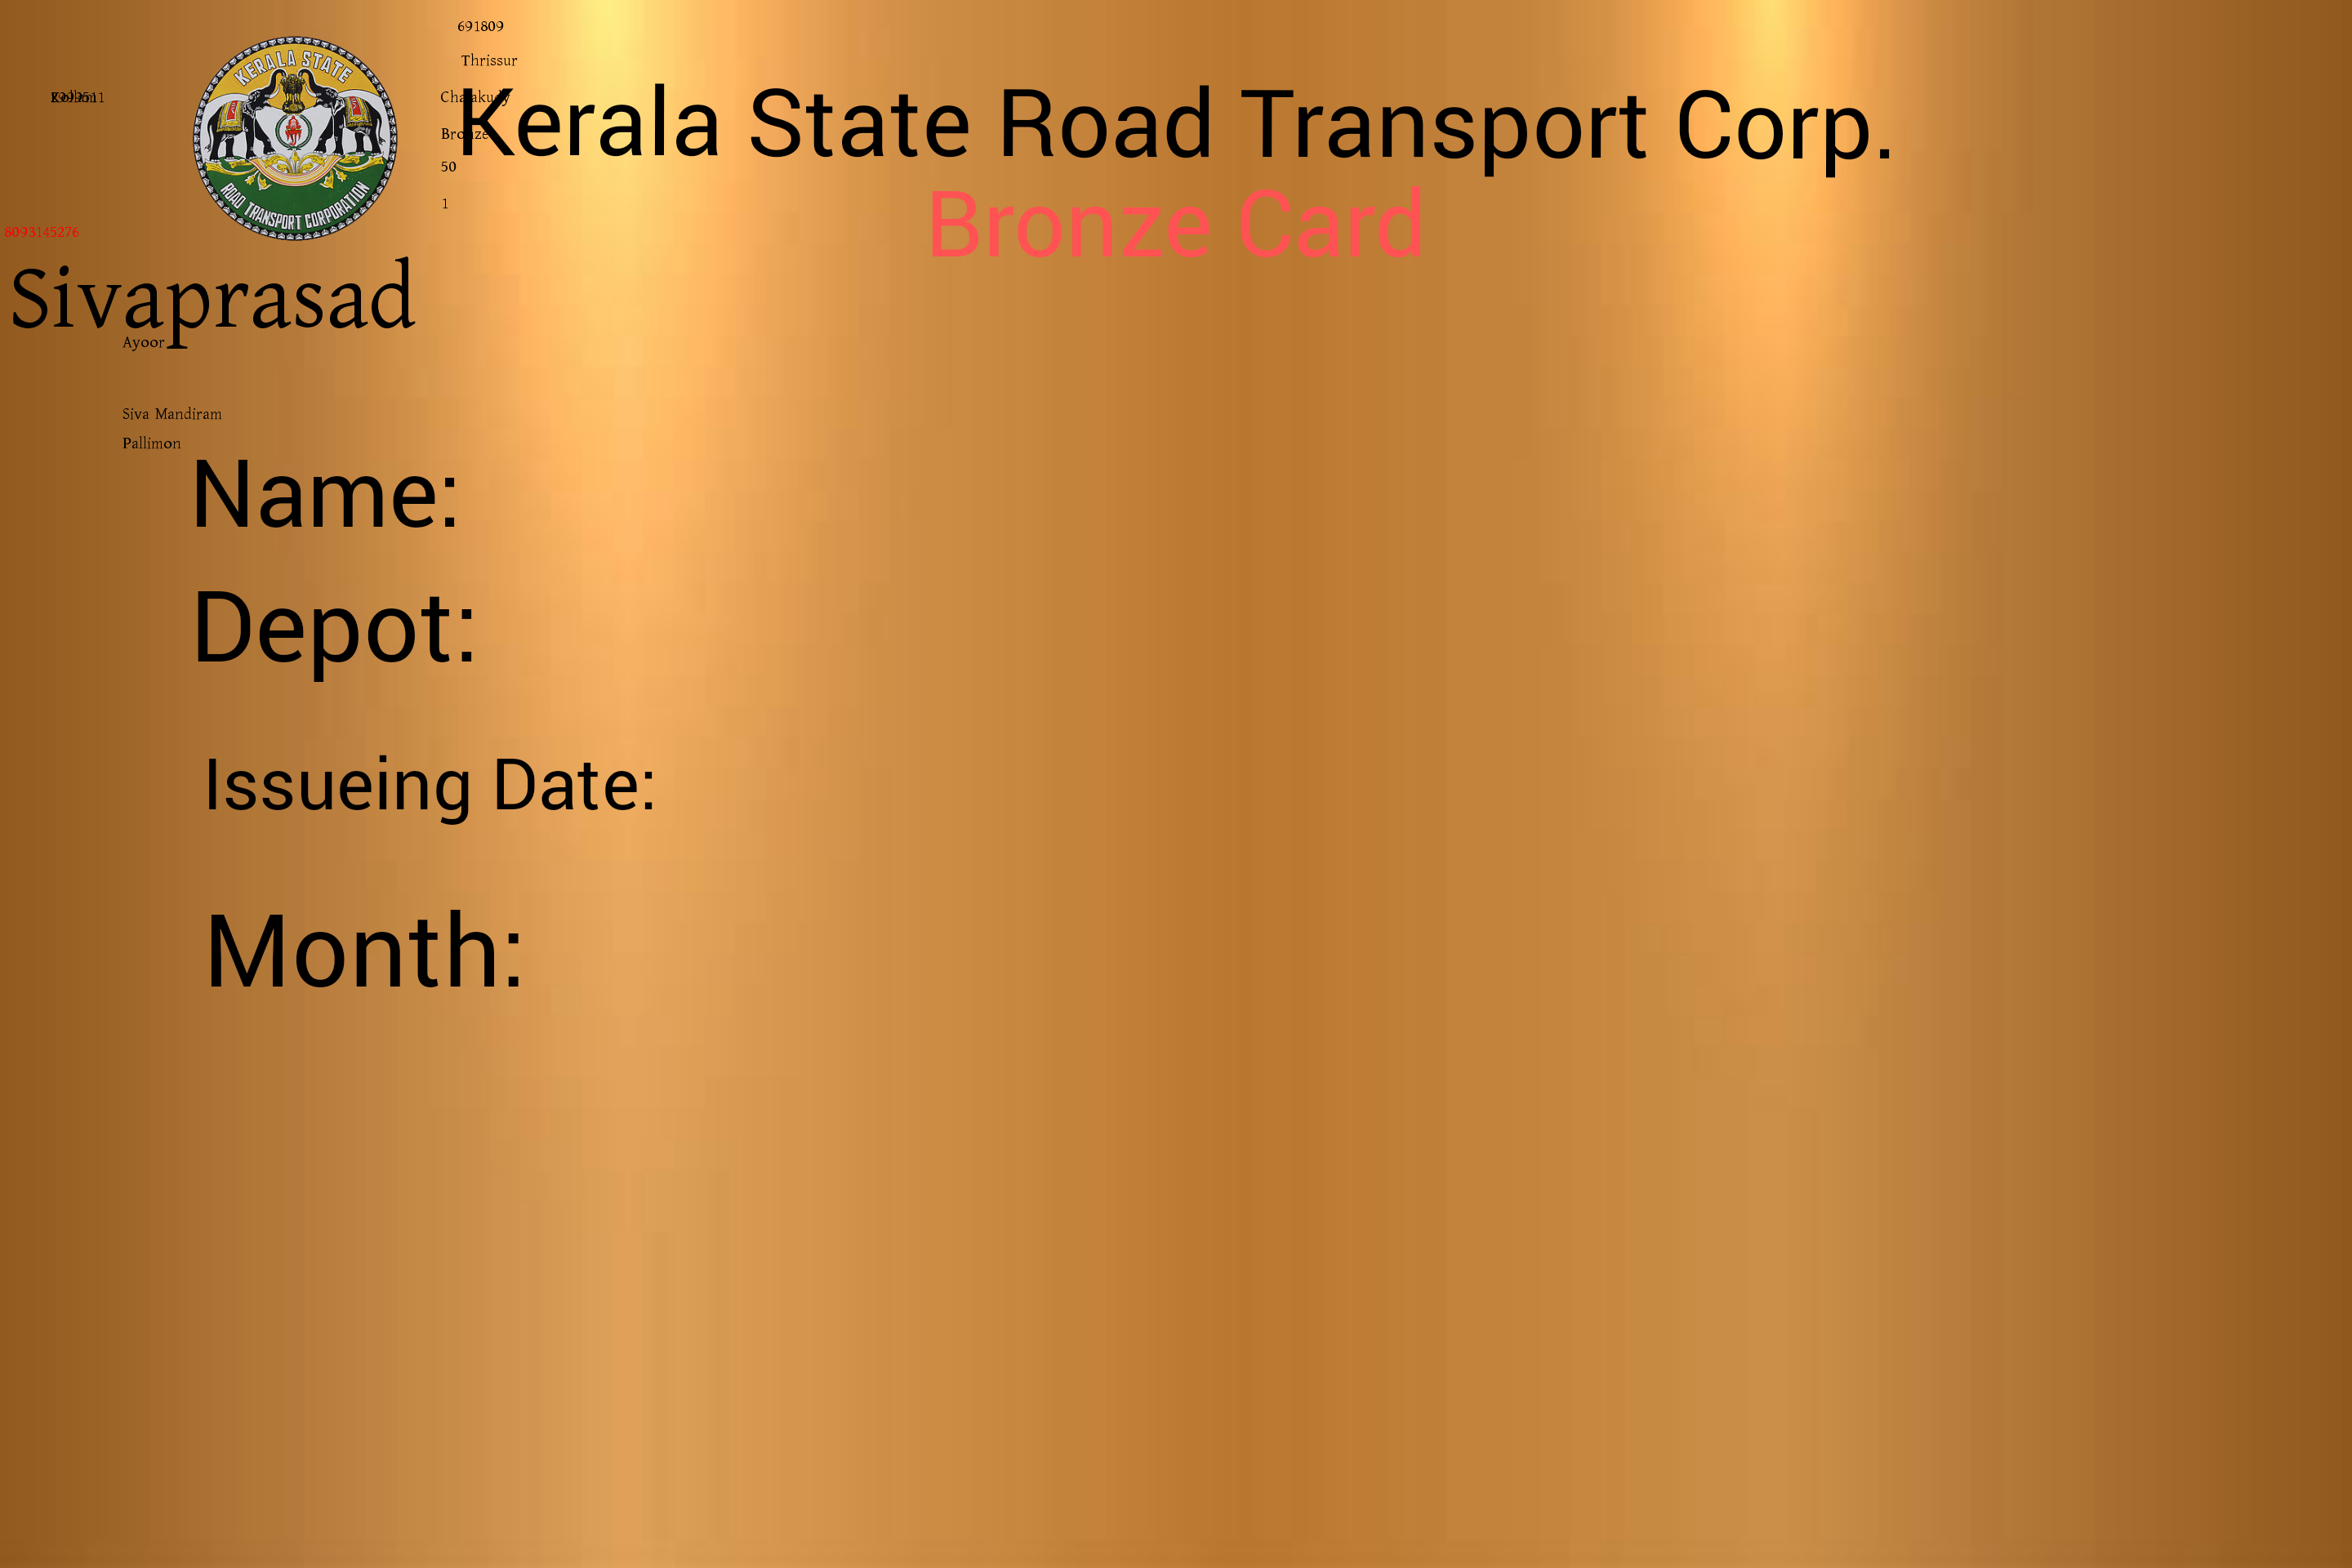 691809
Thrissur
KERALA STATE
ROAD TRANSPORT CORPORATION
Chalakudy
Kerala State Road Transport Corp.
Bronze
50
1
Bronze Card
8093145276
Sivaprasad
Ayoor
Siva Mandiram
Pallimon
Name:
Depot:
Issueing Date:
Month: